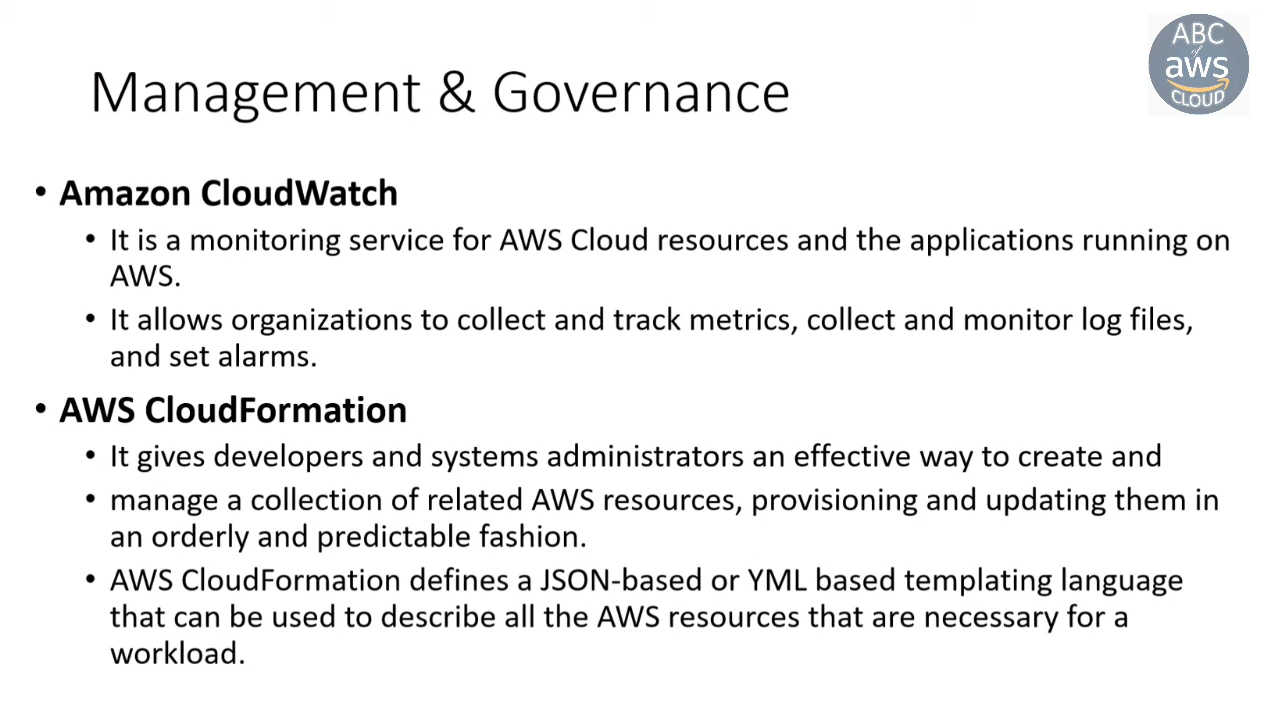 ABC
of
aws
CLOUD
Management & Governance
• Amazon CloudWatch
• It is a monitoring service for AWS Cloud resources and the applications running on
AWS.
• It allows organizations to collect and track metrics, collect and monitor log files,
and set alarms.
• AWS CloudFormation
• It gives developers and systems administrators an effective way to create and
• manage a collection of related AWS resources, provisioning and updating them in
an orderly and predictable fashion.
• AWS CloudFormation defines a JSON-based or YML based templating language
that can be used to describe all the AWS resources that are necessary for a
workload.